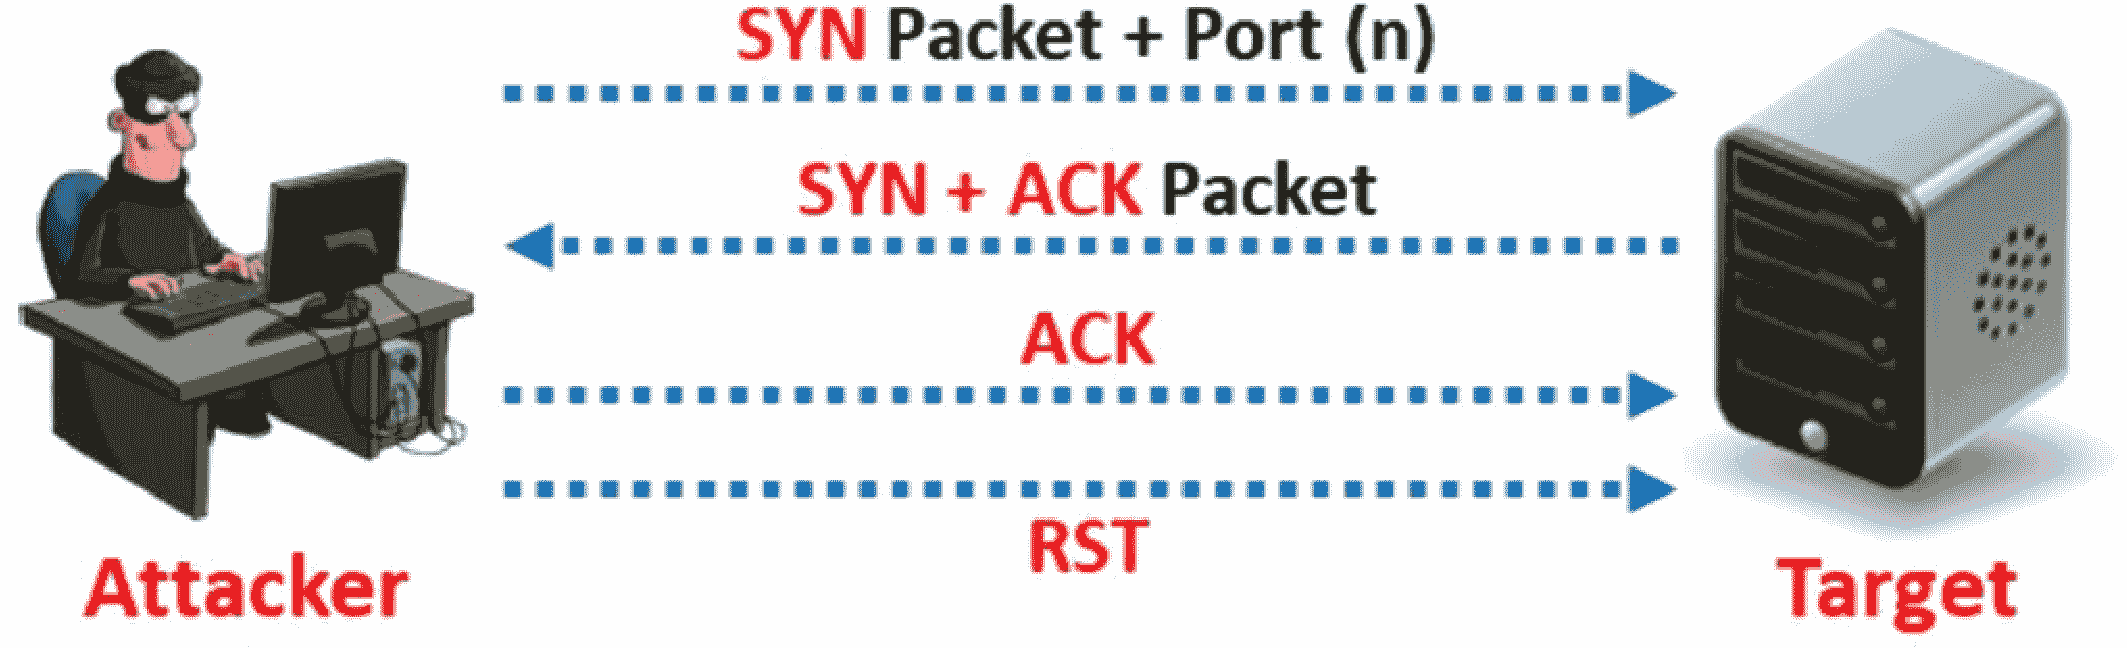 SYN Packet + Port (n)
SYN + ACK Packet
ACK
RST
Attacker
Target